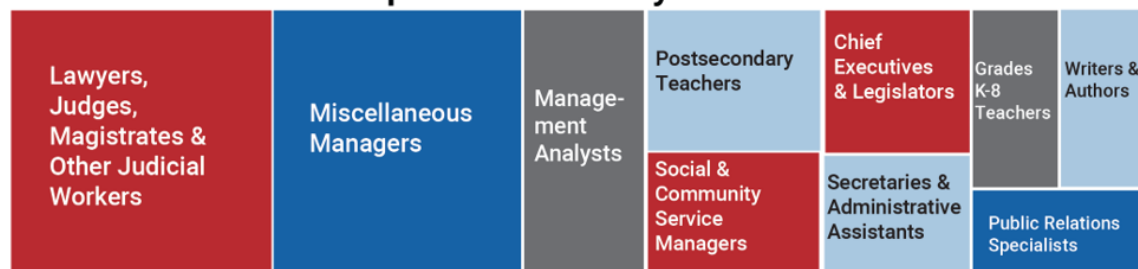 Lawyers,
Judges,
Magistrates &
Other Judicial
Workers
Miscellaneous
Managers
Manage-
ment
Analysts
Postsecondary
Teachers
Social &
Community
Service
Managers
Chief
Executives
& Legislators
Secretaries &
Administrative
Assistants
Grades
K-8
Teachers
Writers &
Authors
Public Relations
Specialists